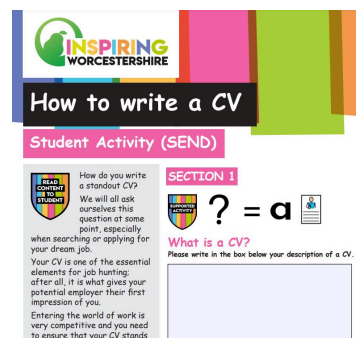 INSPIRING
WORCESTERSHIRE
How to write a CV
Student Activity (SEND)
READ
CONTENT
TO
STUDENT
How do you write
a standout CV?
We will all ask
ourselves this
question at some
point, especially
when searching or applying for
your dream job.
Your CV is one of the essential
elements for job hunting;
after all, it is what gives your
potential employer their first
impression of you.
Entering the world of work is
very competitive and you need
to ensure that your CV stands
SECTION 1
SUPPORTED
ACTIVITY
? = a
What is a CV?
Please write in the box below your description of a CV.